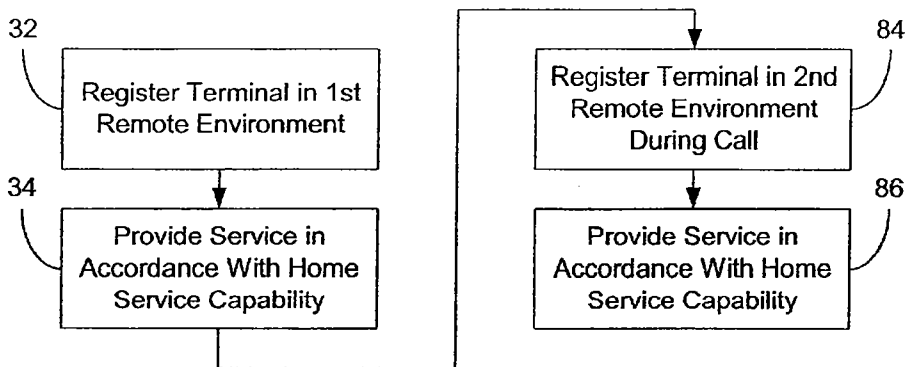 32
Register Terminal in 1st
Remote Environment
34
Provide Service in
Accordance With Home
Service Capability
84
Register Terminal in 2nd
Remote Environment
During Call
86
Provide Service in
Accordance With Home
Service Capability